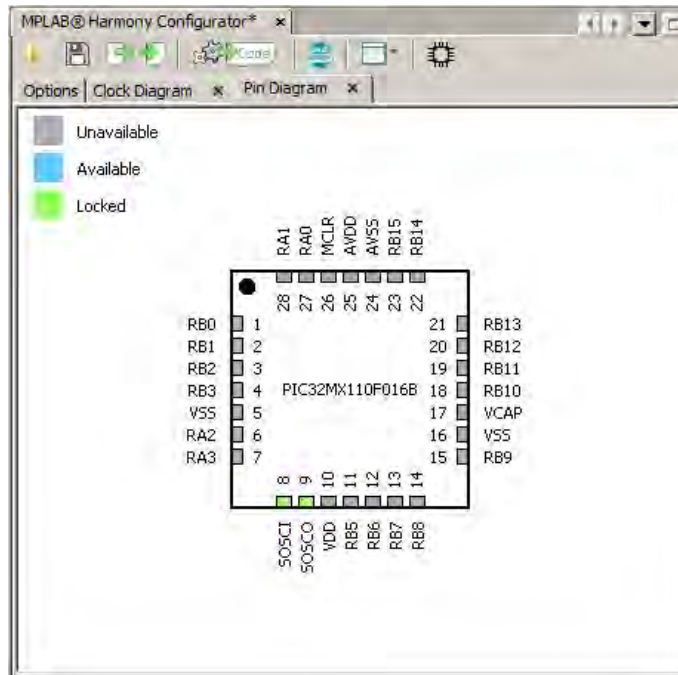 MPLAB® Harmony Configurator*
Code
Options Clock Diagram Pin Diagram
Unavailable
Available
Locked
RA1 RA0 MCLR AVDD AVSS RB15 RB14
28 27 26 25 24 23 22
RB0 1 21 RB13
RB1 2 20 RB12
RB2 3 19 RB11
RB3 4 PIC32MX110F016B 18 RB10
VSS 5 17 VCAP
RA2 6 16 VSS
RA3 7 15 RB9
8 9 10 11 12 13 14
SOSCI SOSCO VDD RB5 RB6 RB7 RB8